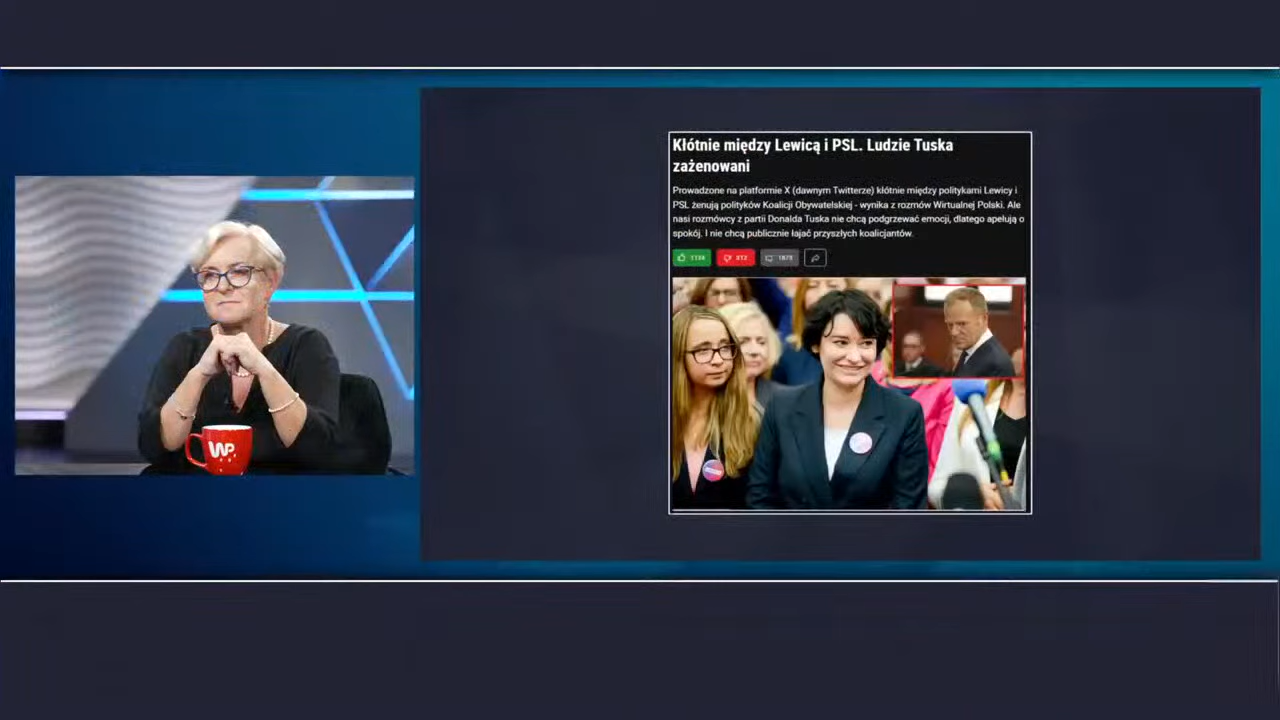 Kłótnie między Lewicą i PSL. Ludzie Tuska
zażenowani
Prowadzone na platformie X (dawnym Twitterze) kłótnie między politykami Lewicy i
PSL żenują polityków Koalicji Obywatelskiej - wynika z rozmów Wirtualnej Polski. Ale
nasi rozmówcy z partii Donalda Tuska nie chcą podgrzewać emocji, dlatego apelują o
spokój. I nie chcą publicznie łajać przyszłych koalicjantów.
WP